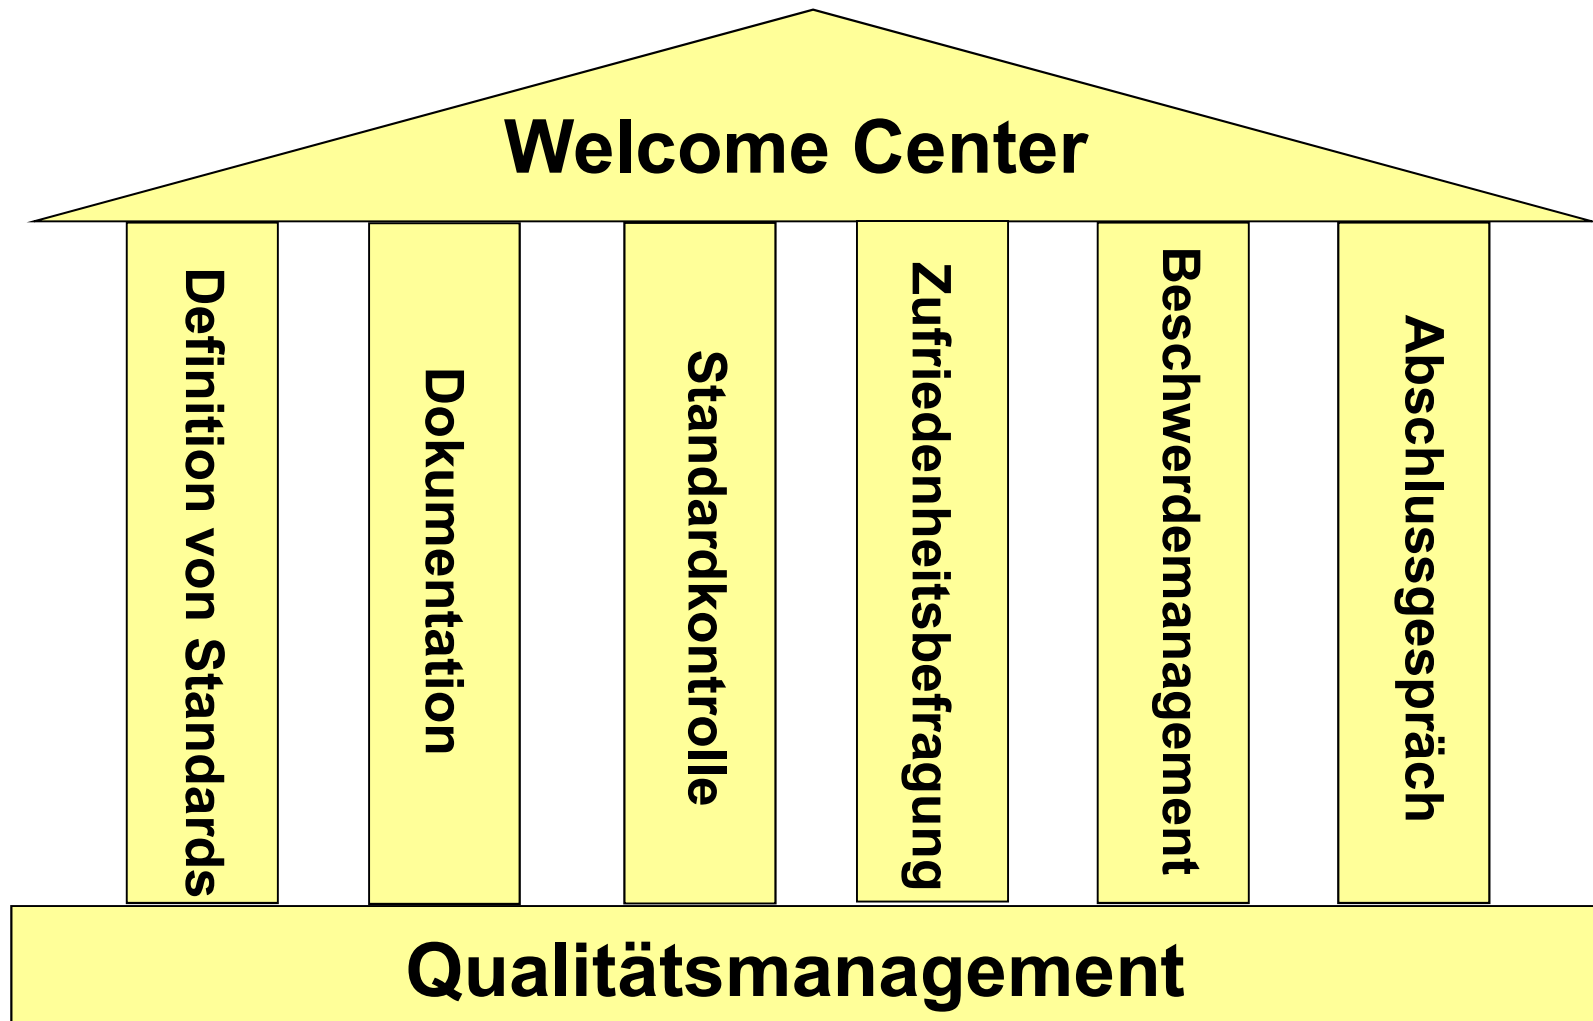 Welcome Center
Definition von Standards
Dokumentation
Standardkontrolle
Zufriedenheitsbefragung
Beschwerdemanagement
Abschlussgespräch
Qualitätsmanagement